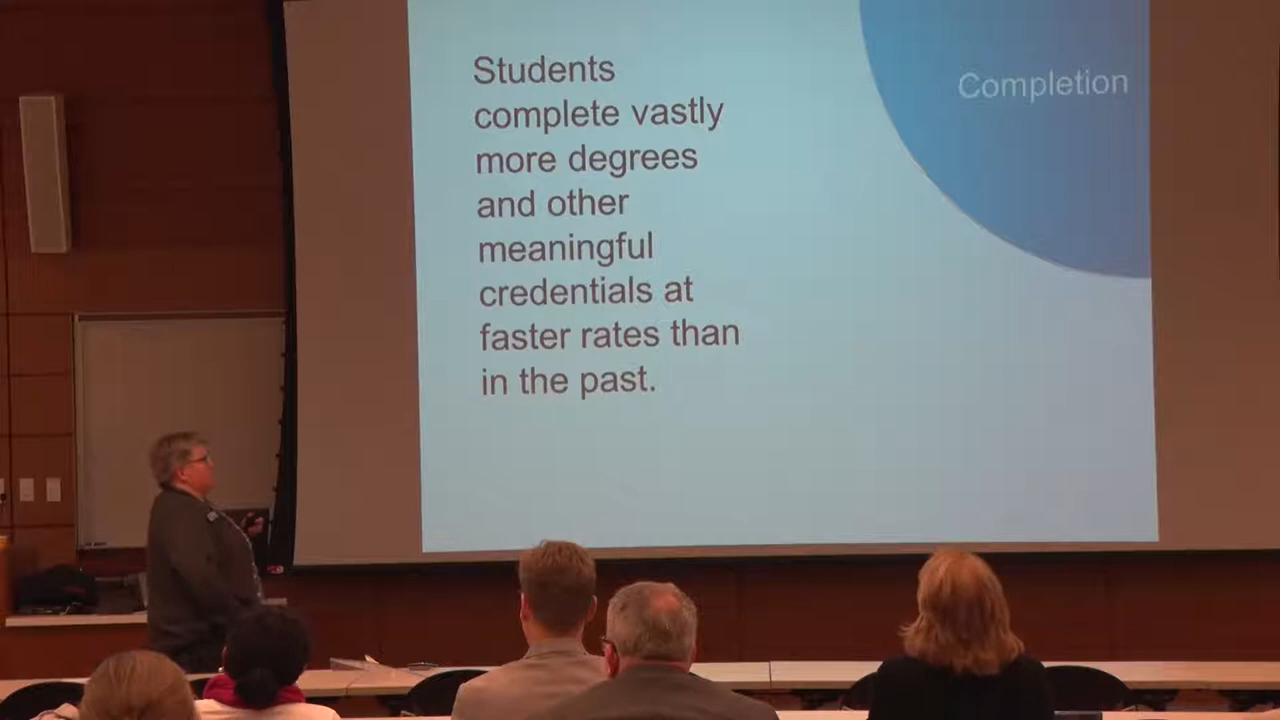 Students
complete vastly
more degrees
and other
meaningful
credentials at
faster rates than
in the past.
Completion